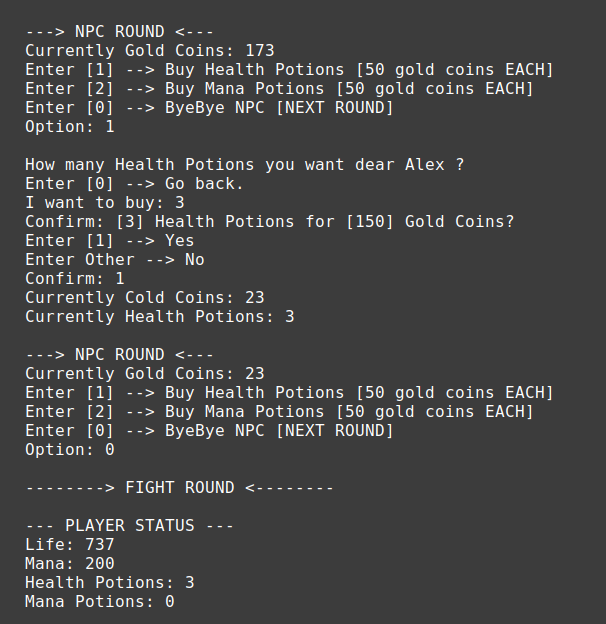 ---> NPC ROUND <---
Currently Gold Coins: 173
Enter [1] --> Buy Health Potions [50 gold coins EACH]
Enter [2] --> Buy Mana Potions [50 gold coins EACH]
Enter [0] --> ByeBye NPC [NEXT ROUND]
Option: 1

How many Health Potions you want dear Alex ?
Enter [0] --> Go back.
I want to buy: 3
Confirm: [3] Health Potions for [150] Gold Coins?
Enter [1] --> Yes
Enter Other --> No
Confirm: 1
Currently Cold Coins: 23
Currently Health Potions: 3

---> NPC ROUND <---
Currently Gold Coins: 23
Enter [1] --> Buy Health Potions [50 gold coins EACH]
Enter [2] --> Buy Mana Potions [50 gold coins EACH]
Enter [0] --> ByeBye NPC [NEXT ROUND]
Option: 0

--------> FIGHT ROUND <--------

--- PLAYER STATUS ---
Life: 737
Mana: 200
Health Potions: 3
Mana Potions: 0